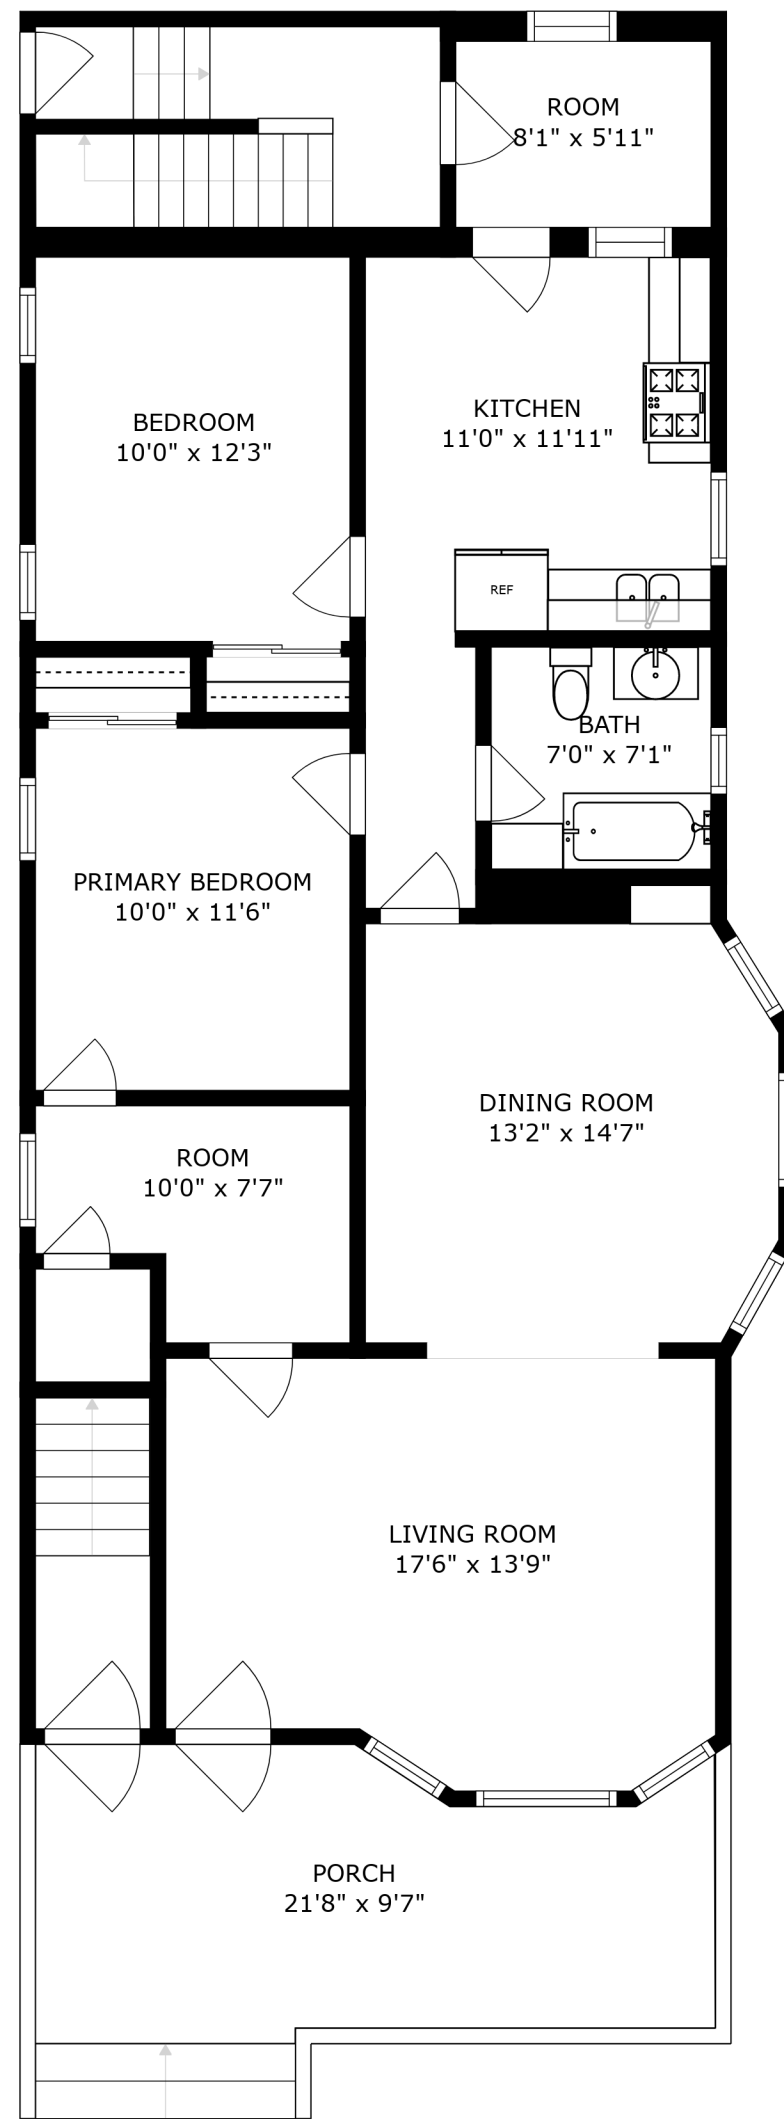 ROOM
8'1" x 5'11"
BEDROOM
10'0" x 12'3"
KITCHEN
11'0" x 11'11"
REF
BATH
7'0" x 7'1"
PRIMARY BEDROOM
10'0" x 11'6"
DINING ROOM
13'2" x 14'7"
ROOM
10'0" x 7'7"
LIVING ROOM
17'6" x 13'9"
PORCH
21'8" x 9'7"